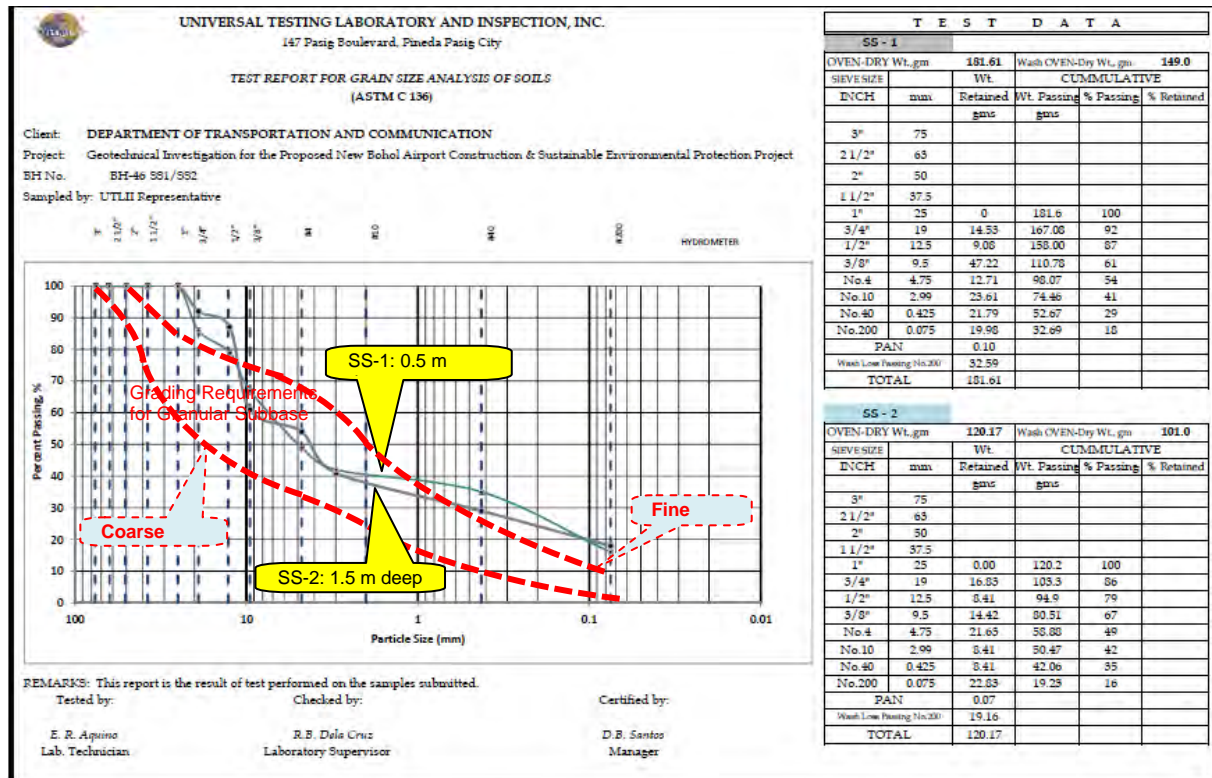 UNIVERSAL TESTING LABORATORY AND INSPECTION, INC.
147 Pasig Boulevard, Pineda Pasig City
TEST REPORT FOR GRAIN SIZE ANALYSIS OF SOILS
(ASTM C 136)
Client: DEPARTMENT OF TRANSPORTATION AND COMMUNICATION
Project: Geotechnical Investigation for the Proposed New Bohol Airport Construction & Sustainable Environmental Protection Project
BH No. BH-46 SS1/SS2
Sampled by: UTLII Representative
3" 2 1/2" 2" 1 1/2" 1" 3/4" 1/2" 3/8" #4 #10 #40 #200 HYDROMETER
100
90
80
70
60
50
40
30
20
10
0
Percent Passing, %
SS-1: 0.5 m
Grading Requirements
for Granular Subbase
Coarse
Fine
SS-2: 1.5 m deep
100 10 1 0.1 0.01
Particle Size (mm)
REMARKS: This report is the result of test performed on the samples submitted.
Tested by: Checked by: Certified by:
E. R. Aquino R.B. Dela Cruz D.B. Santos
Lab. Technician Laboratory Supervisor Manager
T E S T D A T A
SS - 1
OVEN-DRY Wt.,gm 181.61 Wash OVEN-Dry Wt., gm 149.0
SIEVE SIZE Wt. CUMMULATIVE
INCH mm Retained Wt. Passing % Passing % Retained
gms gms
3" 75
2 1/2" 63
2" 50
1 1/2" 37.5
1" 25 0 181.6 100
3/4" 19 14.53 167.08 92
1/2" 12.5 9.08 158.00 87
3/8" 9.5 47.22 110.78 61
No.4 4.75 12.71 98.07 54
No.10 2.99 23.61 74.46 41
No.40 0.425 21.79 52.67 29
No.200 0.075 19.98 32.69 18
PAN 0.10
Wash Loss Passing No.200 32.59
TOTAL 181.61
SS - 2
OVEN-DRY Wt.,gm 120.17 Wash OVEN-Dry Wt., gm 101.0
SIEVE SIZE Wt. CUMMULATIVE
INCH mm Retained Wt. Passing % Passing % Retained
gms gms
3" 75
2 1/2" 63
2" 50
1 1/2" 37.5
1" 25 0.00 120.2 100
3/4" 19 16.83 103.3 86
1/2" 12.5 8.41 94.9 79
3/8" 9.5 14.42 80.51 67
No.4 4.75 21.63 58.88 49
No.10 2.99 8.41 50.47 42
No.40 0.425 8.41 42.06 35
No.200 0.075 22.83 19.23 16
PAN 0.07
Wash Loss Passing No.200 19.16
TOTAL 120.17